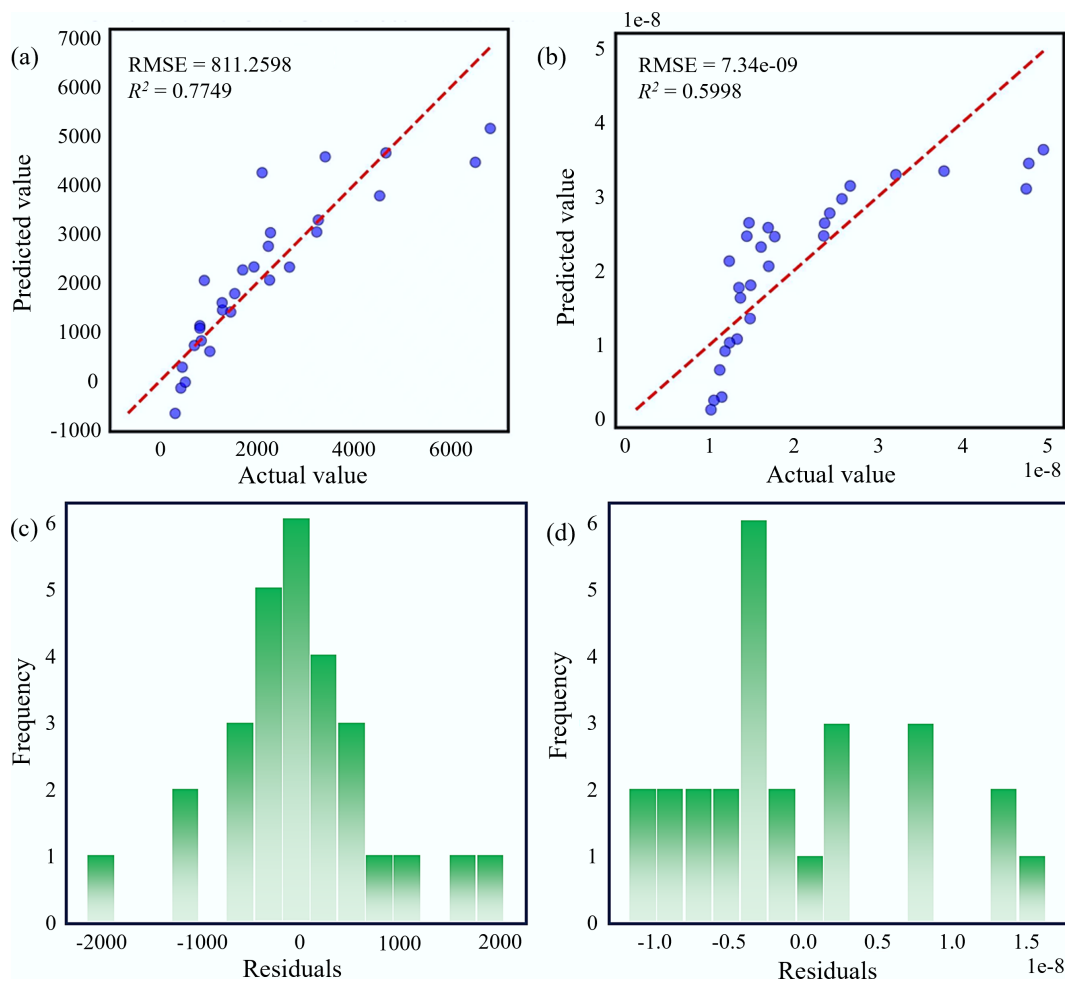 (a)
RMSE = 811.2598
R² = 0.7749
7000
6000
5000
4000
3000
2000
1000
0
-1000
Predicted value
0 2000 4000 6000
Actual value
(b)
1e-8
RMSE = 7.34e-09
R² = 0.5998
5
4
3
2
1
0
Predicted value
0 1 2 3 4 5
1e-8
Actual value
(c)
6
5
4
3
2
1
0
Frequency
-2000 -1000 0 1000 2000
Residuals
(d)
6
5
4
3
2
1
0
Frequency
-1.0 -0.5 0.0 0.5 1.0 1.5
1e-8
Residuals